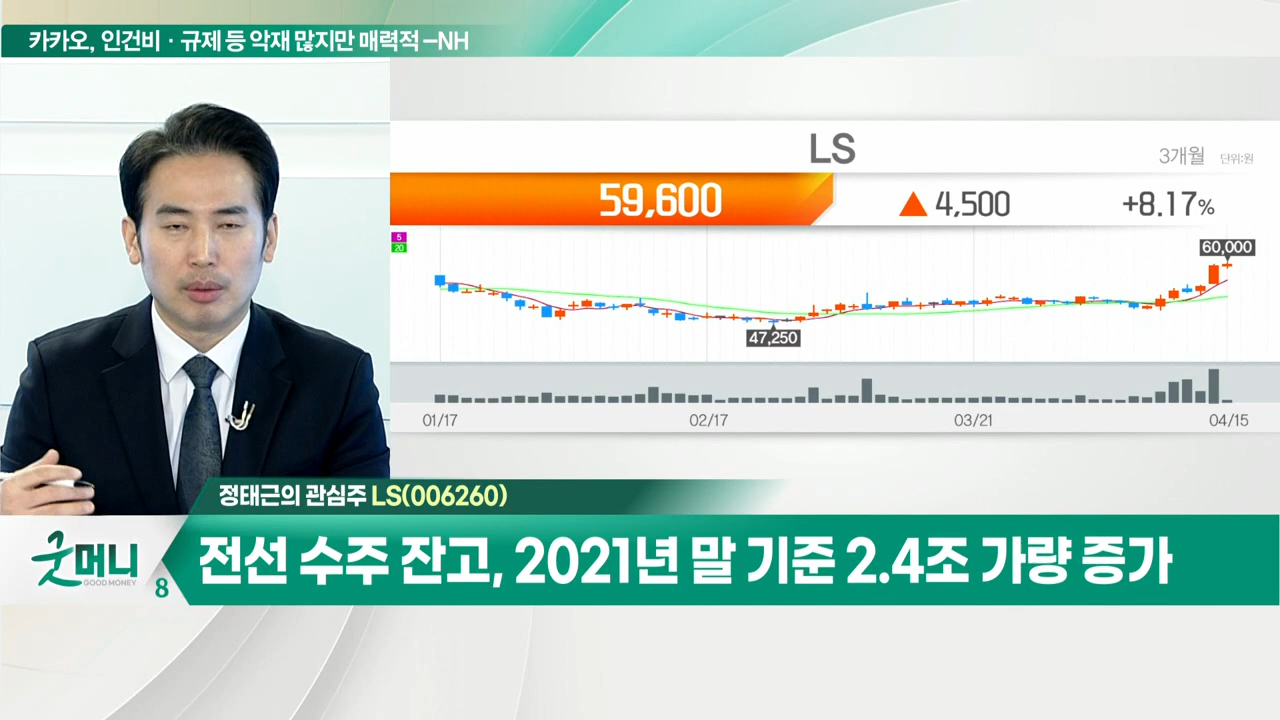 카카오, 인건비 · 규제 등 악재 많지만 매력적 –NH
LS
3개월 단위:원
59,600 ▲ 4,500 +8.17%
5
20
60,000
47,250
01/17 02/17 03/21 04/15
정태근의 관심주 LS(006260)
굿머니
GOOD MONEY
8
전선 수주 잔고, 2021년 말 기준 2.4조 가량 증가